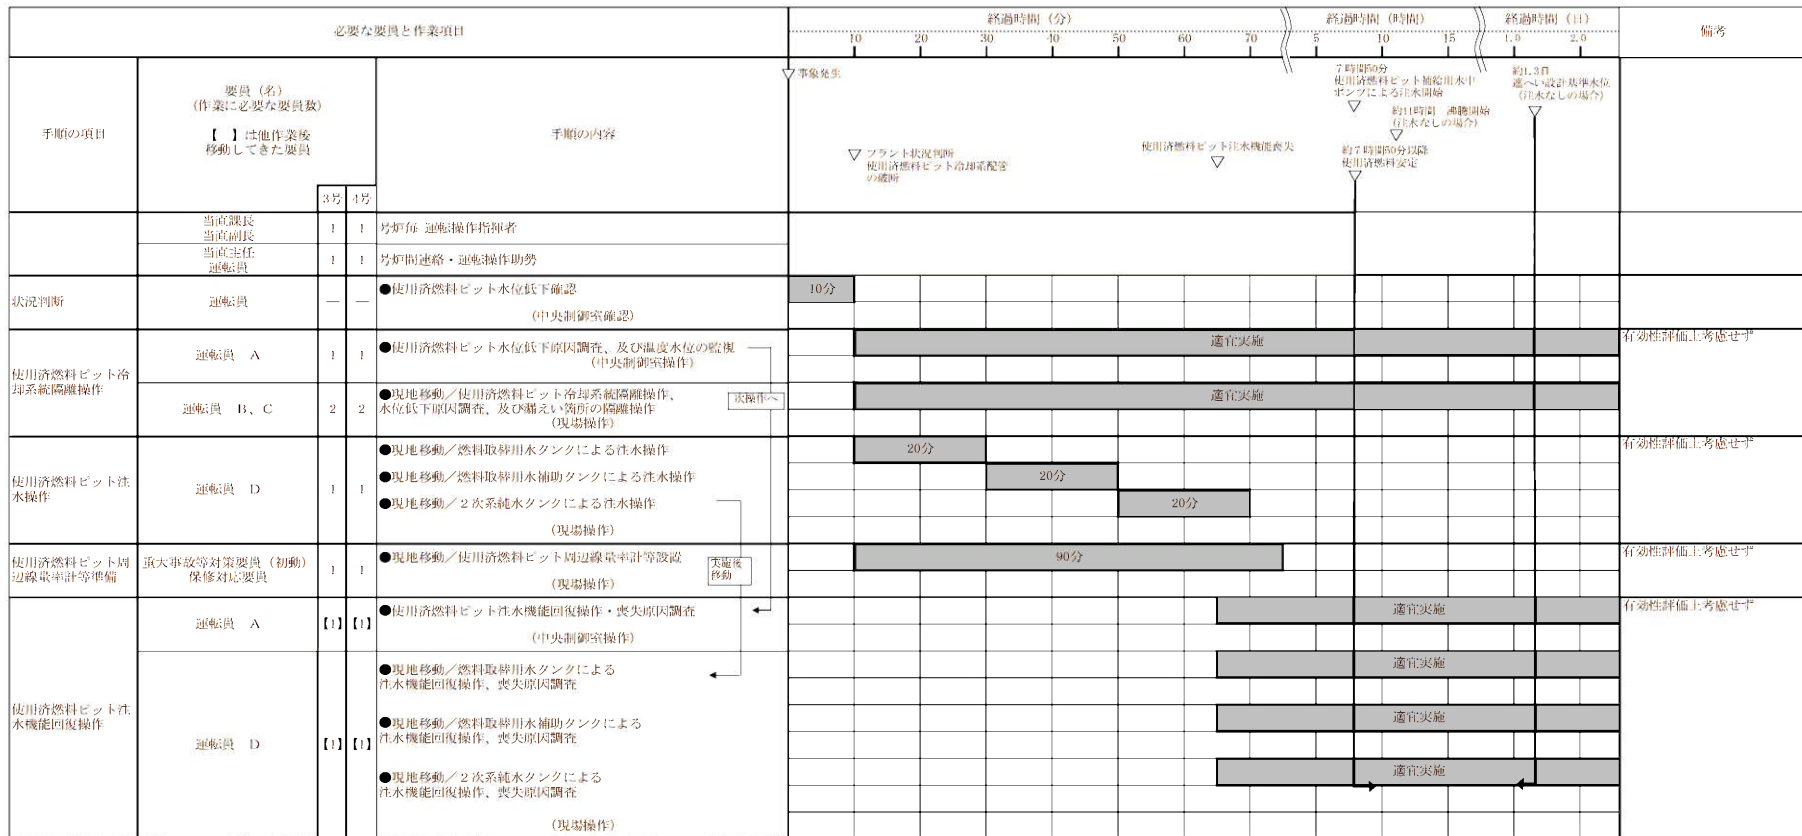 必要な要員と作業項目
経過時間（分）
経過時間（時間）
経過時間（日）
備考
10 20 30 40 50 60 70 5 10 15 1.0 2.0
手順の項目
要員（名）
（作業に必要な要員数）
【　】は他作業後
移動してきた要員
3号 4号
手順の内容
事象発生
プラント状況判断
使用済燃料ピット冷却系配管
の破断
使用済燃料ピット注水機能喪失
7時間50分
使用済燃料ピット補給用水中
ポンプによる注水開始
約11時間　沸騰開始
（注水なしの場合）
約7時間50分以降
使用済燃料安定
約1.3日
遮へい設計基準水位
（注水なしの場合）
当直課長
当直副長
1 1
号炉毎 運転操作指揮者
当直主任
運転員
1 1
号炉間連絡・運転操作助勢
状況判断
運転員
— —
●使用済燃料ピット水位低下確認
（中央制御室確認）
10分
使用済燃料ピット冷
却系統隔離操作
運転員　A
1 1
●使用済燃料ピット水位低下原因調査、及び温度水位の監視
（中央制御室操作）
適宜実施
有効性評価上考慮せず
運転員　B、C
2 2
●現地移動／使用済燃料ピット冷却系統隔離操作、
水位低下原因調査、及び漏えい箇所の隔離操作
（現場操作）
次操作へ
適宜実施
使用済燃料ピット注
水操作
運転員　D
1 1
●現地移動／燃料取替用水タンクによる注水操作
20分
有効性評価上考慮せず
●現地移動／燃料取替用水補助タンクによる注水操作
20分
●現地移動／2次系純水タンクによる注水操作
20分
（現場操作）
使用済燃料ピット周
辺線量率計等準備
重大事故等対策要員（初動）
保修対応要員
1 1
●現地移動／使用済燃料ピット周辺線量率計等設置
（現場操作）
実施後
移動
90分
有効性評価上考慮せず
使用済燃料ピット注
水機能回復操作
運転員　A
【1】【1】
●使用済燃料ピット注水機能回復操作・喪失原因調査
（中央制御室操作）
適宜実施
有効性評価上考慮せず
運転員　D
【1】【1】
●現地移動／燃料取替用水タンクによる
注水機能回復操作、喪失原因調査
適宜実施
●現地移動／燃料取替用水補助タンクによる
注水機能回復操作、喪失原因調査
適宜実施
●現地移動／2次系純水タンクによる
注水機能回復操作、喪失原因調査
適宜実施
（現場操作）